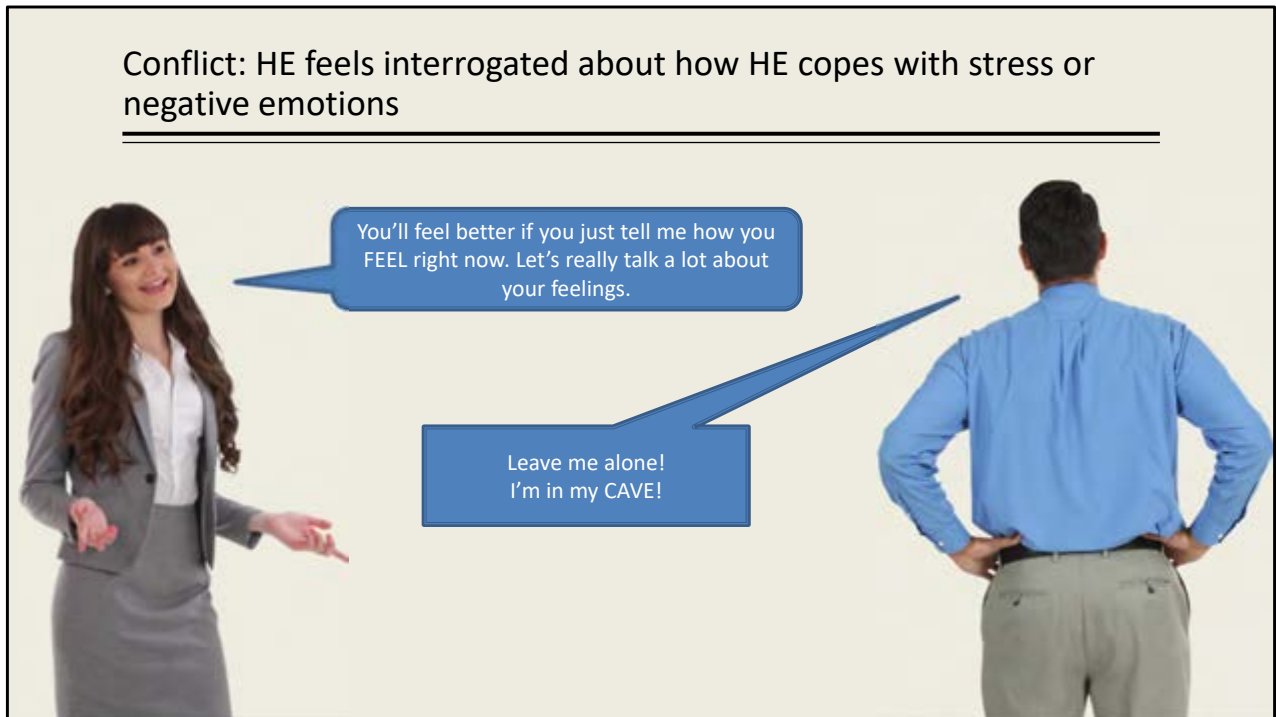 Conflict: HE feels interrogated about how HE copes with stress or
negative emotions
You’ll feel better if you just tell me how you
FEEL right now. Let’s really talk a lot about
your feelings.
Leave me alone!
I’m in my CAVE!